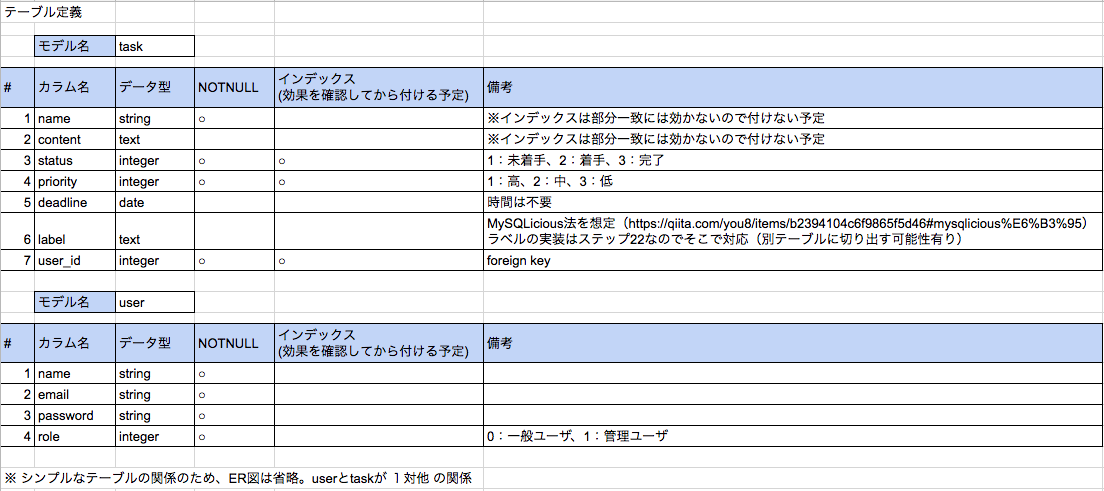 テーブル定義
モデル名 task
# カラム名 データ型 NOTNULL インデックス (効果を確認してから付ける予定) 備考
1 name string ○ ※インデックスは部分一致には効かないので付けない予定
2 content text ※インデックスは部分一致には効かないので付けない予定
3 status integer ○ ○ 1：未着手、2：着手、3：完了
4 priority integer ○ ○ 1：高、2：中、3：低
5 deadline date 時間は不要
6 label text MySQLicious法を想定（https://qiita.com/you8/items/b2394104c6f9865f5d46#mysqlicious%E6%B3%95）
ラベルの実装はステップ22なのでそこで対応（別テーブルに切り出す可能性有り）
7 user_id integer ○ ○ foreign key
モデル名 user
# カラム名 データ型 NOTNULL インデックス (効果を確認してから付ける予定) 備考
1 name string ○
2 email string ○
3 password string ○
4 role integer ○ 0：一般ユーザ、1：管理ユーザ
※ シンプルなテーブルの関係のため、ER図は省略。userとtaskが １対他 の関係